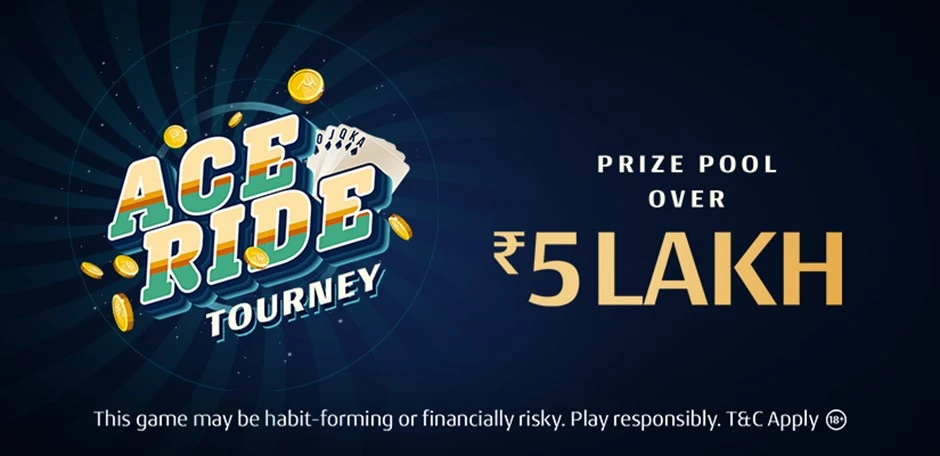 ACE
RIDE
TOURNEY
J Q K A
PRIZE POOL
OVER
₹5 LAKH
This game may be habit-forming or financially risky. Play responsibly. T&C Apply 18+